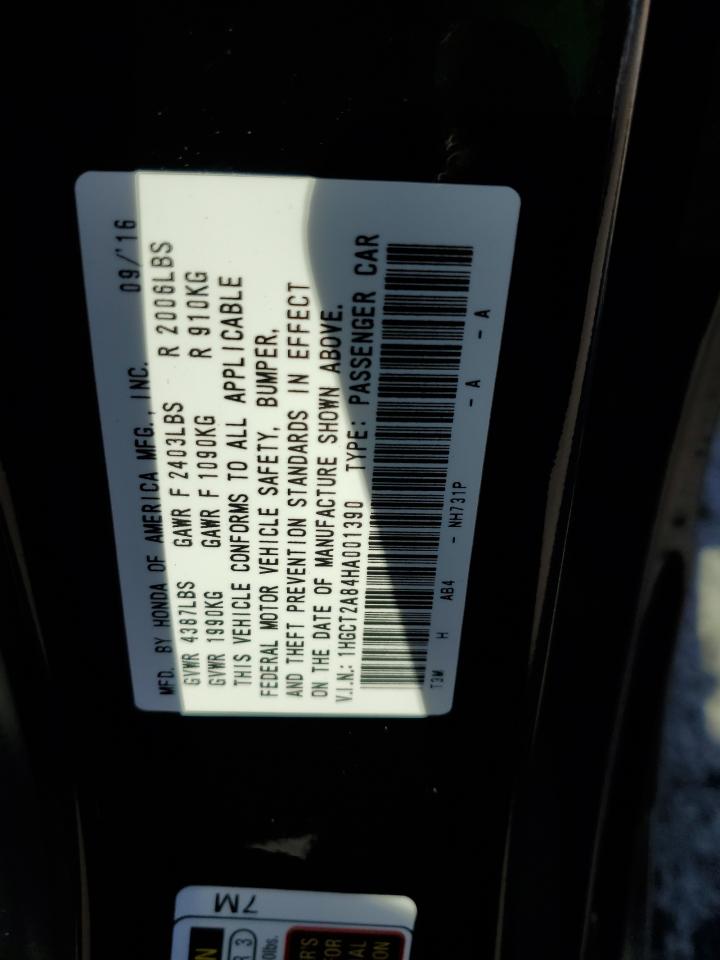 MFD. BY HONDA OF AMERICA MFG., INC. 09/'16
GVWR 4387LBS GAWR F 2403LBS R 2006LBS
GVWR 1990KG GAWR F 1090KG R 910KG
THIS VEHICLE CONFORMS TO ALL APPLICABLE
FEDERAL MOTOR VEHICLE SAFETY, BUMPER,
AND THEFT PREVENTION STANDARDS IN EFFECT
ON THE DATE OF MANUFACTURE SHOWN ABOVE.
V.I.N.: 1HGCT2A84HA001390 TYPE: PASSENGER CAR
T3M H AB4 - NH731P - A - A
7M